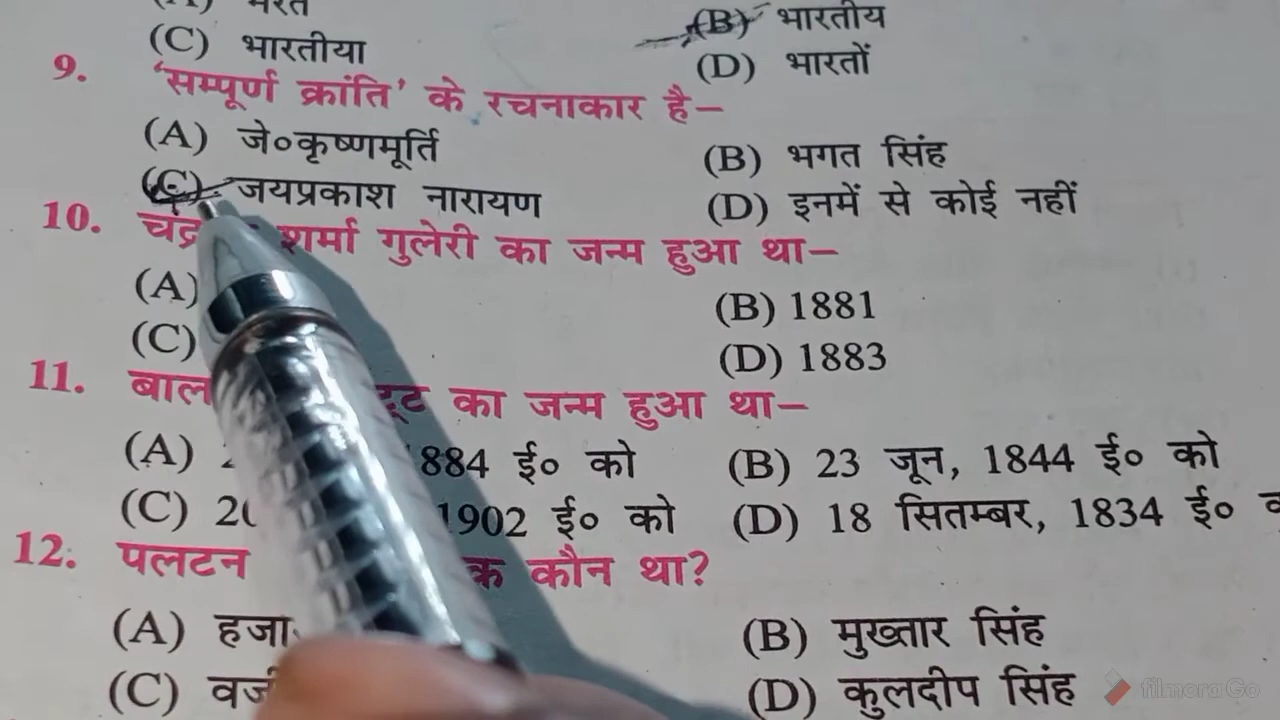 (B) भारतीय
(C) भारतीया (D) भारतों
9. 'सम्पूर्ण क्रांति' के रचनाकार है–
(A) जे०कृष्णमूर्ति (B) भगत सिंह
(C) जयप्रकाश नारायण (D) इनमें से कोई नहीं
10. शर्मा गुलेरी का जन्म हुआ था–
(A) (B) 1881
(C) (D) 1883
11. बाल का जन्म हुआ था–
(A) 1884 ई० को (B) 23 जून, 1844 ई० को
(C) 1902 ई० को (D) 18 सितम्बर, 1834 ई०
12. पलटन कौन था?
(A) (B) मुख्तार सिंह
(C) (D) कुलदीप सिंह
filmora Go